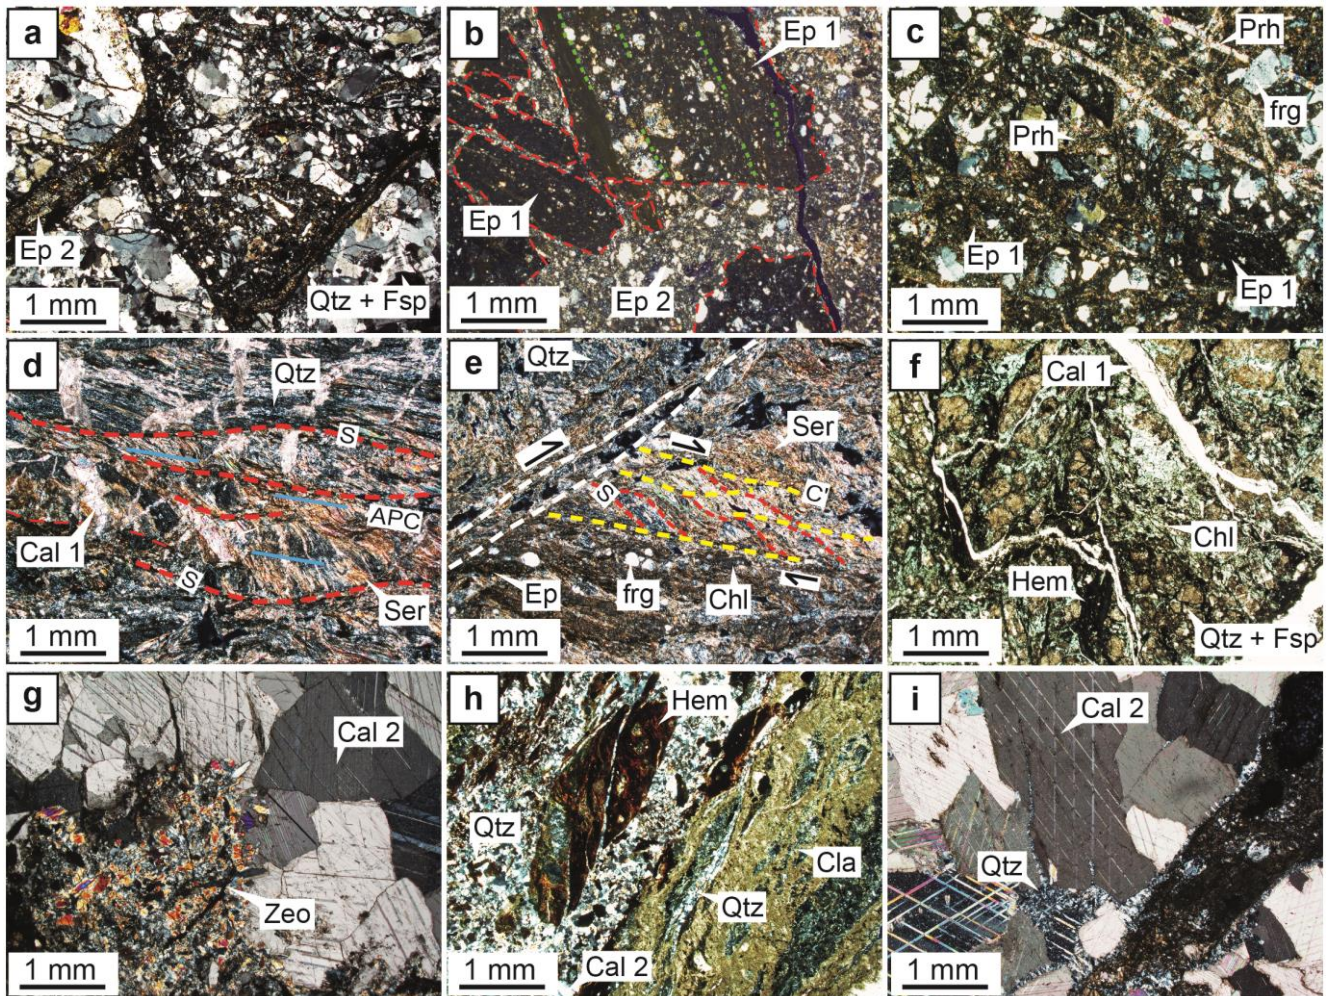 a
Ep 2
Qtz + Fsp
1 mm
b
Ep 1
Ep 1
Ep 2
1 mm
c
Prh
frg
Prh
Ep 1
Ep 1
1 mm
d
Qtz
S
APC
Cal 1
S
Ser
1 mm
e
Qtz
Ser
S
C'
Ep
frg
Chl
1 mm
f
Cal 1
Chl
Hem
Qtz + Fsp
1 mm
g
Cal 2
Zeo
1 mm
h
Hem
Qtz
Cla
Qtz
Cal 2
1 mm
i
Cal 2
Qtz
1 mm